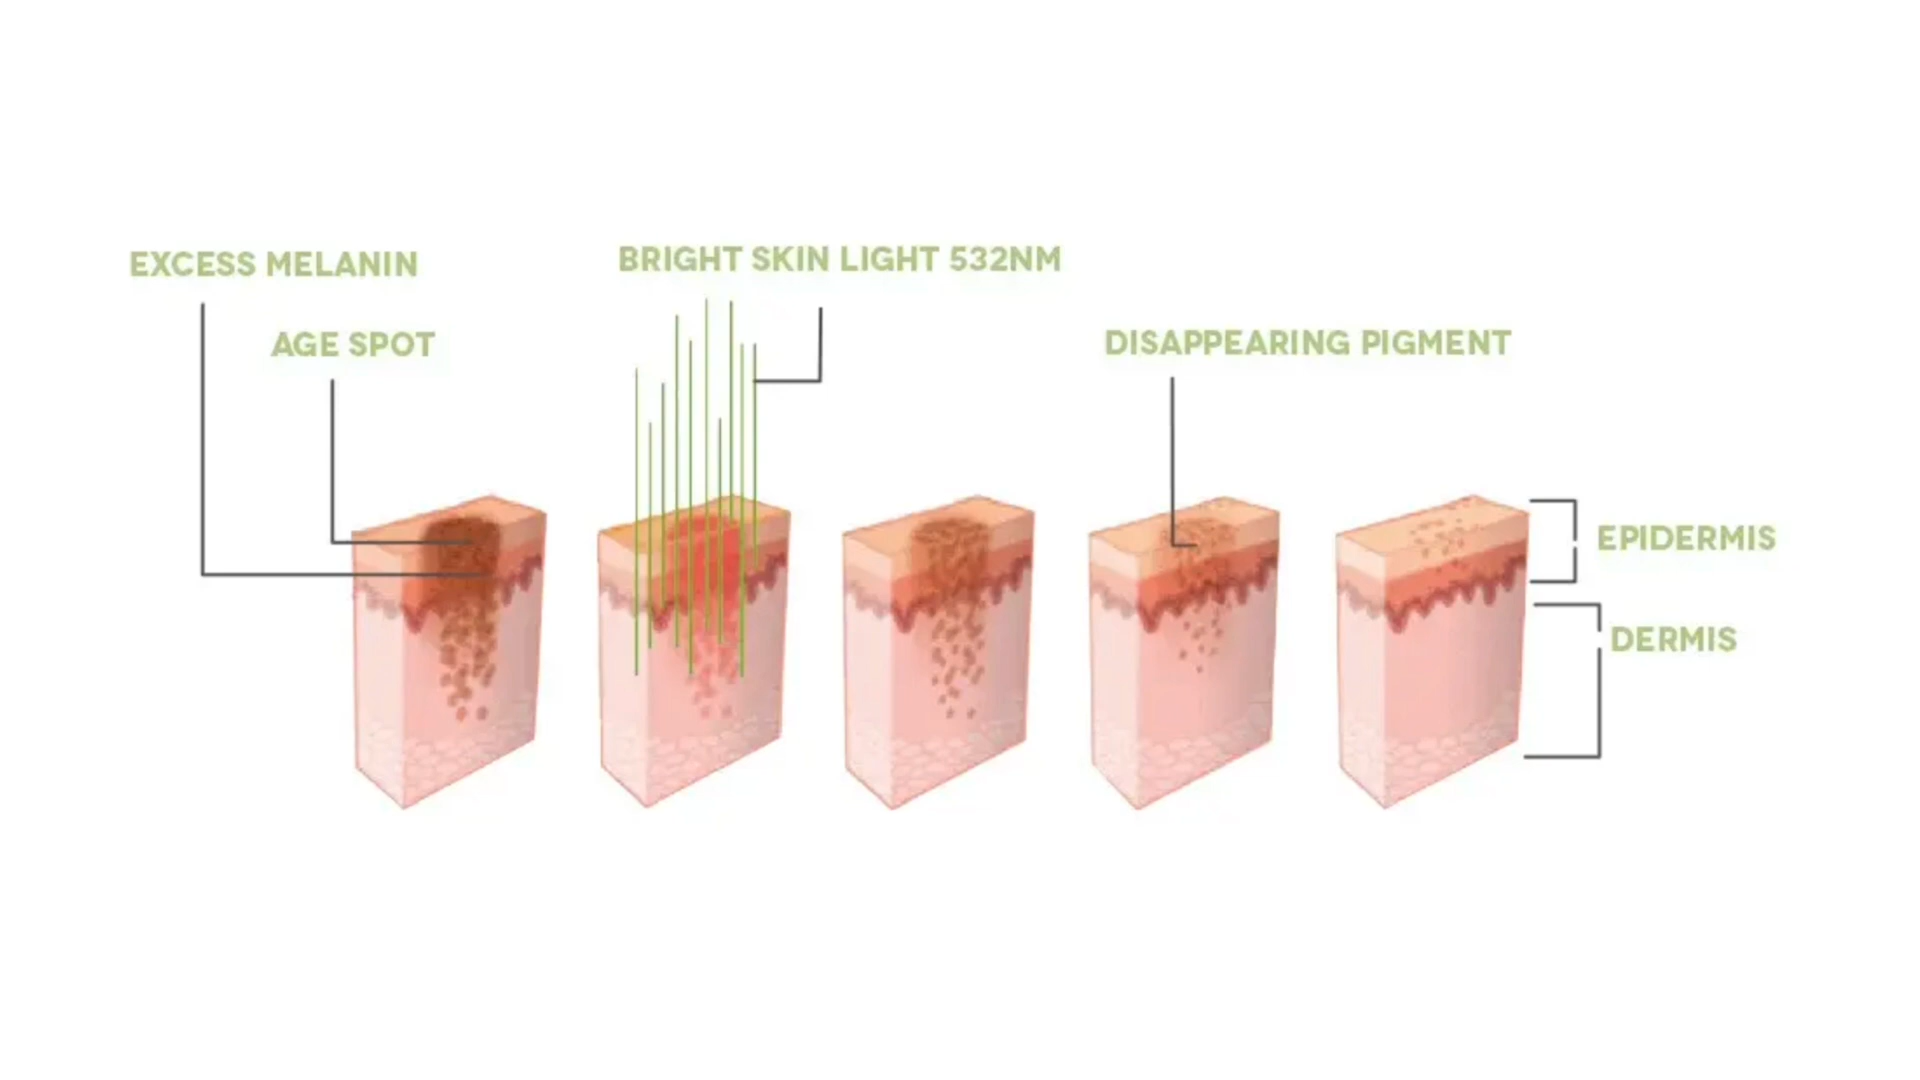 EXCESS MELANIN
AGE SPOT
BRIGHT SKIN LIGHT 532NM
DISAPPEARING PIGMENT
EPIDERMIS
DERMIS